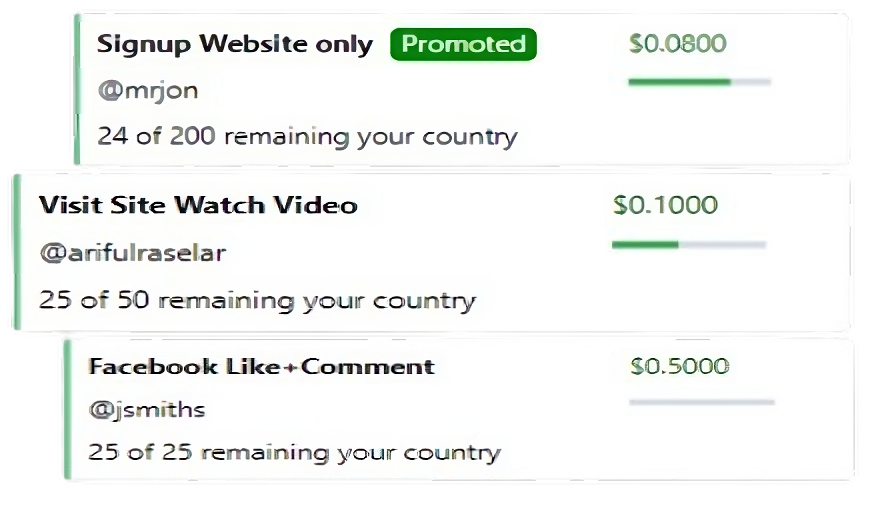 Signup Website only Promoted $0.0800
@mrjon
24 of 200 remaining your country
Visit Site Watch Video $0.1000
@arifulraselar
25 of 50 remaining your country
Facebook Like+Comment $0.5000
@jsmiths
25 of 25 remaining your country